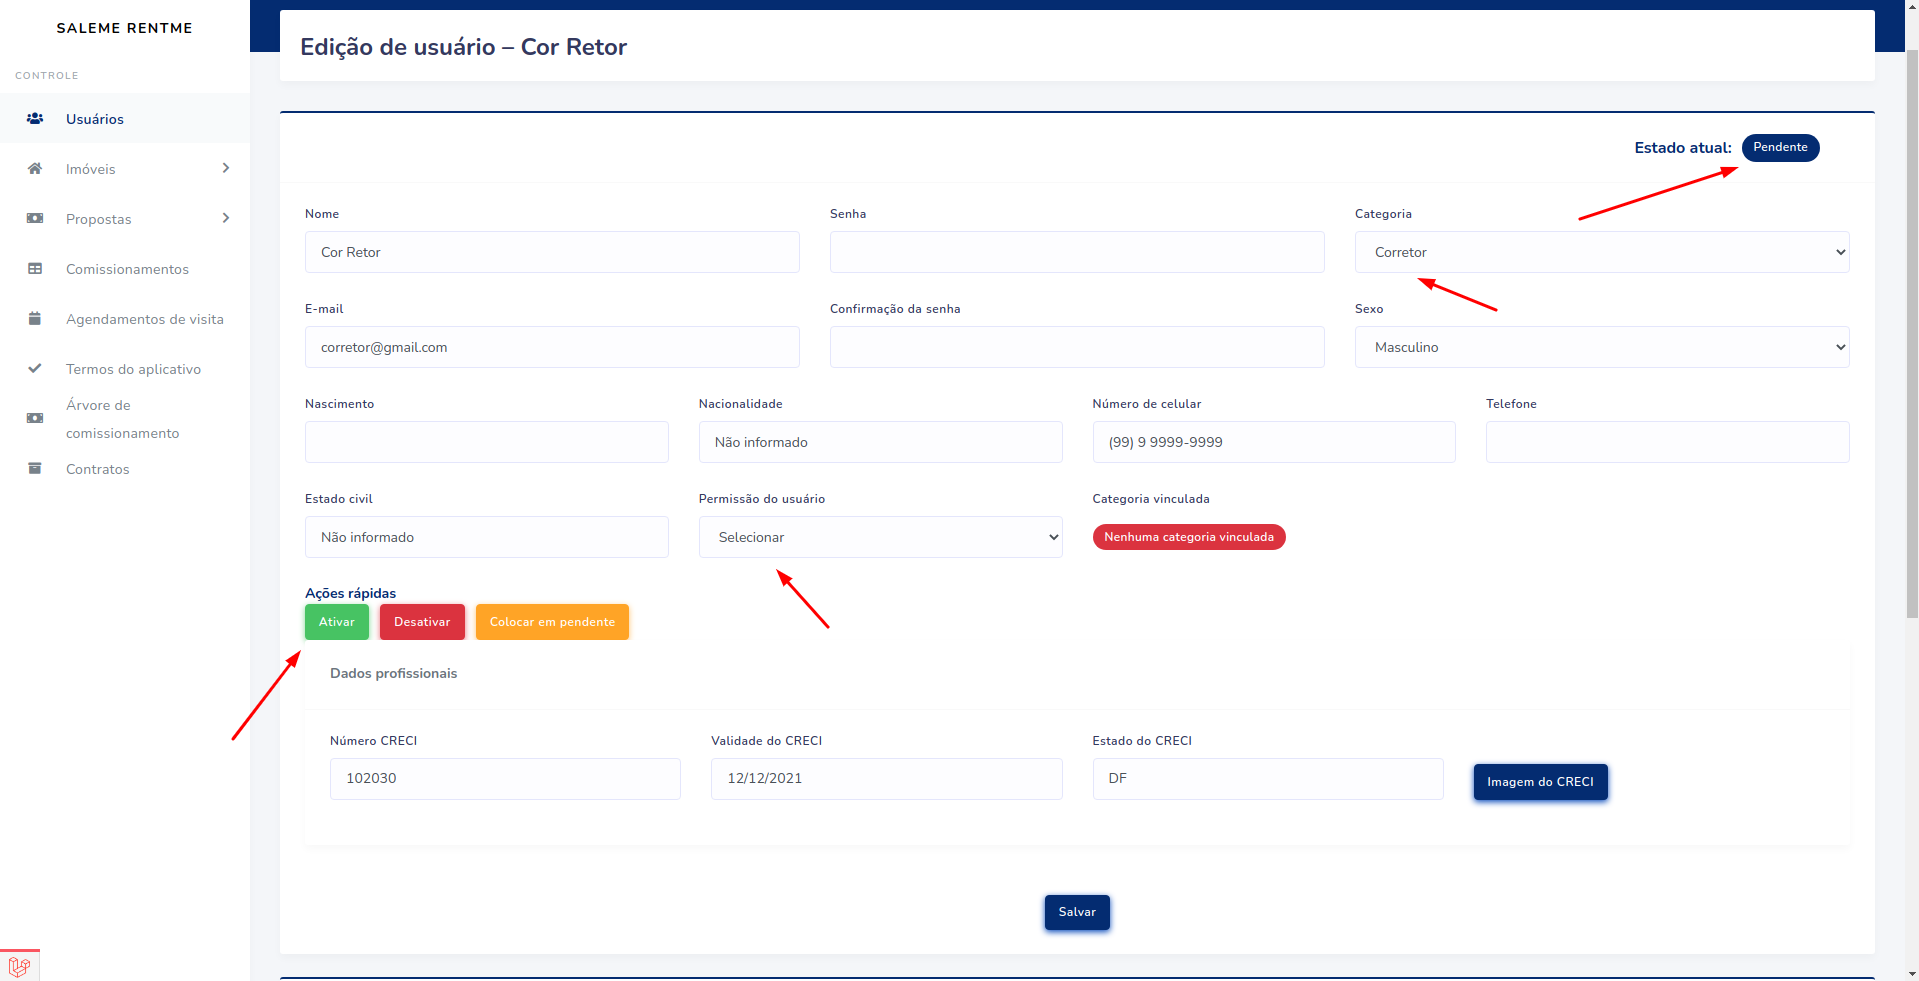 SALEME RENTME
CONTROLE
Usuários
Imóveis
Propostas
Comissionamentos
Agendamentos de visita
Termos do aplicativo
Árvore de
comissionamento
Contratos
Edição de usuário – Cor Retor
Estado atual: Pendente
Nome
Cor Retor
Senha
Categoria
Corretor
E-mail
corretor@gmail.com
Confirmação da senha
Sexo
Masculino
Nascimento
Nacionalidade
Não informado
Número de celular
(99) 9 9999-9999
Telefone
Estado civil
Não informado
Permissão do usuário
Selecionar
Categoria vinculada
Nenhuma categoria vinculada
Ações rápidas
Ativar
Desativar
Colocar em pendente
Dados profissionais
Número CRECI
102030
Validade do CRECI
12/12/2021
Estado do CRECI
DF
Imagem do CRECI
Salvar